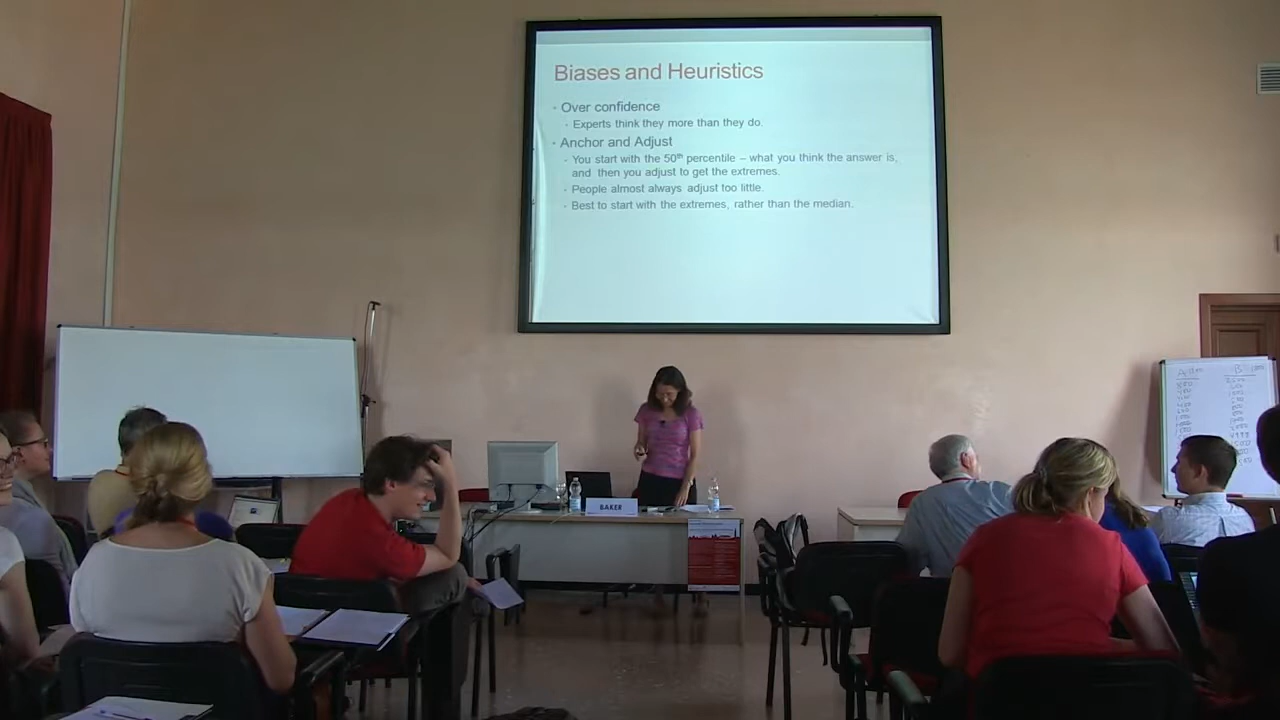 Biases and Heuristics
Over confidence
Experts think they more than they do.
Anchor and Adjust
You start with the 50th percentile – what you think the answer is,
and then you adjust to get the extremes.
People almost always adjust too little.
Best to start with the extremes, rather than the median.
BAKER